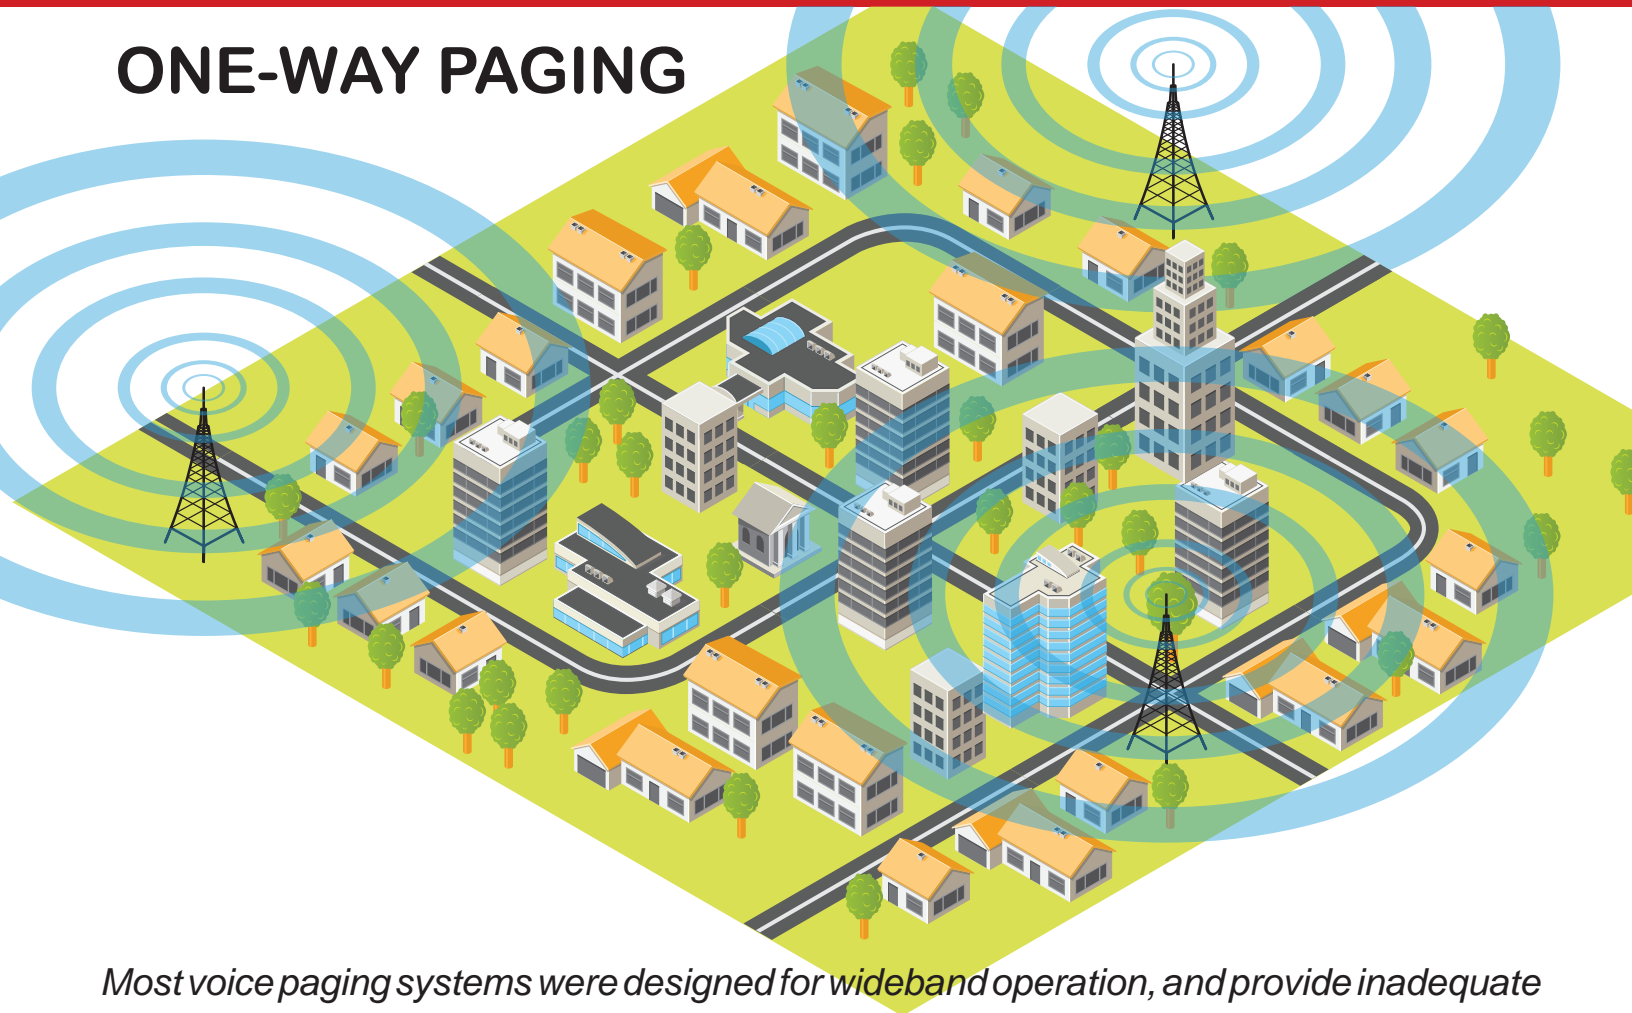 ONE-WAY PAGING
Most voice paging systems were designed for wideband operation, and provide inadequate